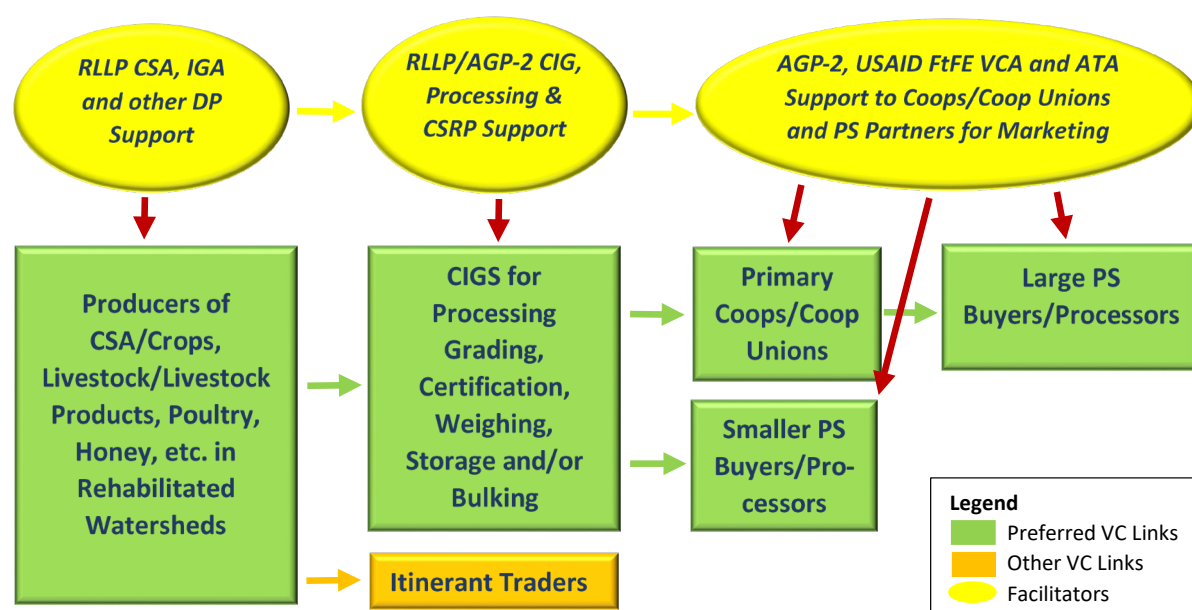 RLLP CSA, IGA
and other DP
Support
RLLP/AGP-2 CIG,
Processing &
CSRP Support
AGP-2, USAID FtFE VCA and ATA
Support to Coops/Coop Unions
and PS Partners for Marketing
Producers of
CSA/Crops,
Livestock/Livestock
Products, Poultry,
Honey, etc. in
Rehabilitated
Watersheds
CIGS for
Processing
Grading,
Certification,
Weighing,
Storage and/or
Bulking
Primary
Coops/Coop
Unions
Large PS
Buyers/Processors
Smaller PS
Buyers/Pro-
cessors
Itinerant Traders
Legend
Preferred VC Links
Other VC Links
Facilitators